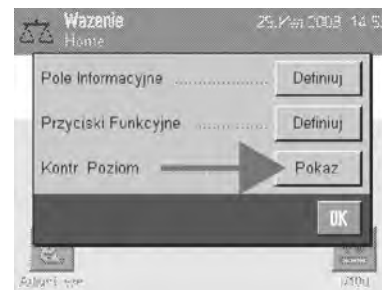 Wazenie
Home
Pole Informacyjne .................. Definiuj
Przyciski Funkcyjne .............. Definiuj
Kontr. Poziom Pokaz
OK